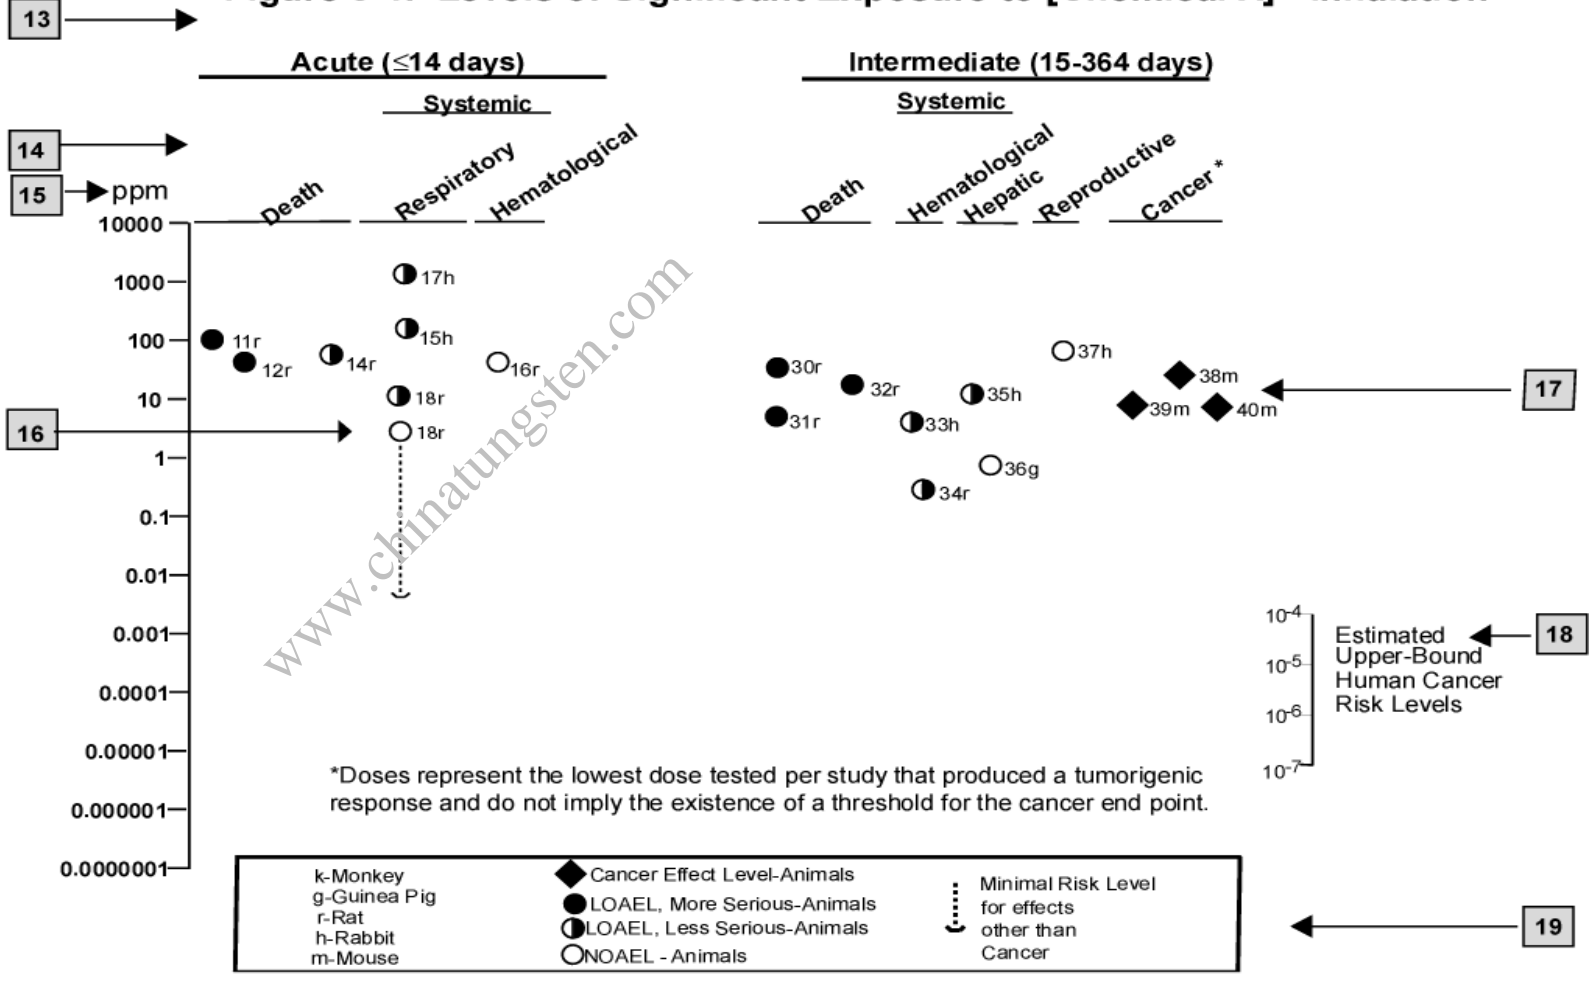 13
Acute (≤14 days)
Intermediate (15-364 days)
Systemic
Systemic
14
15
ppm
Death
Respiratory
Hematological
Death
Hematological
Hepatic
Reproductive
Cancer*
10000
1000
100
10
1
0.1
0.01
0.001
0.0001
0.00001
0.000001
0.0000001
17h
15h
11r
12r
14r
16r
18r
16
18r
30r
32r
31r
33h
35h
34r
36g
37h
38m
39m
40m
17
www.chinatungsten.com
10-4
10-5
10-6
10-7
Estimated
Upper-Bound
Human Cancer
Risk Levels
18
*Doses represent the lowest dose tested per study that produced a tumorigenic
response and do not imply the existence of a threshold for the cancer end point.
k-Monkey
g-Guinea Pig
r-Rat
h-Rabbit
m-Mouse
Cancer Effect Level-Animals
LOAEL, More Serious-Animals
LOAEL, Less Serious-Animals
NOAEL - Animals
Minimal Risk Level
for effects
other than
Cancer
19